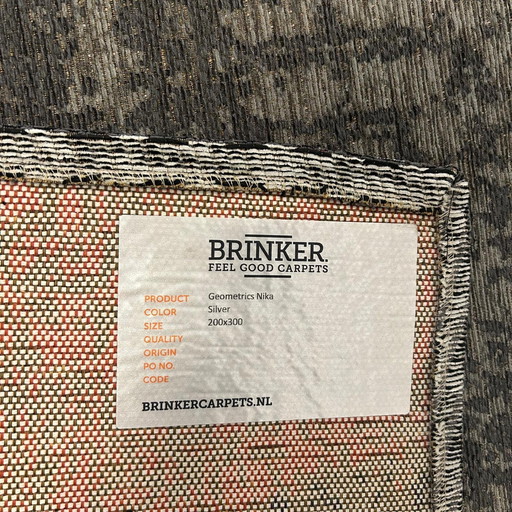 BRINKER.
FEEL GOOD CARPETS
PRODUCT Geometrics Nika
COLOR Silver
SIZE 200x300
QUALITY
ORIGIN
PO NO.
CODE
BRINKERCARPETS.NL